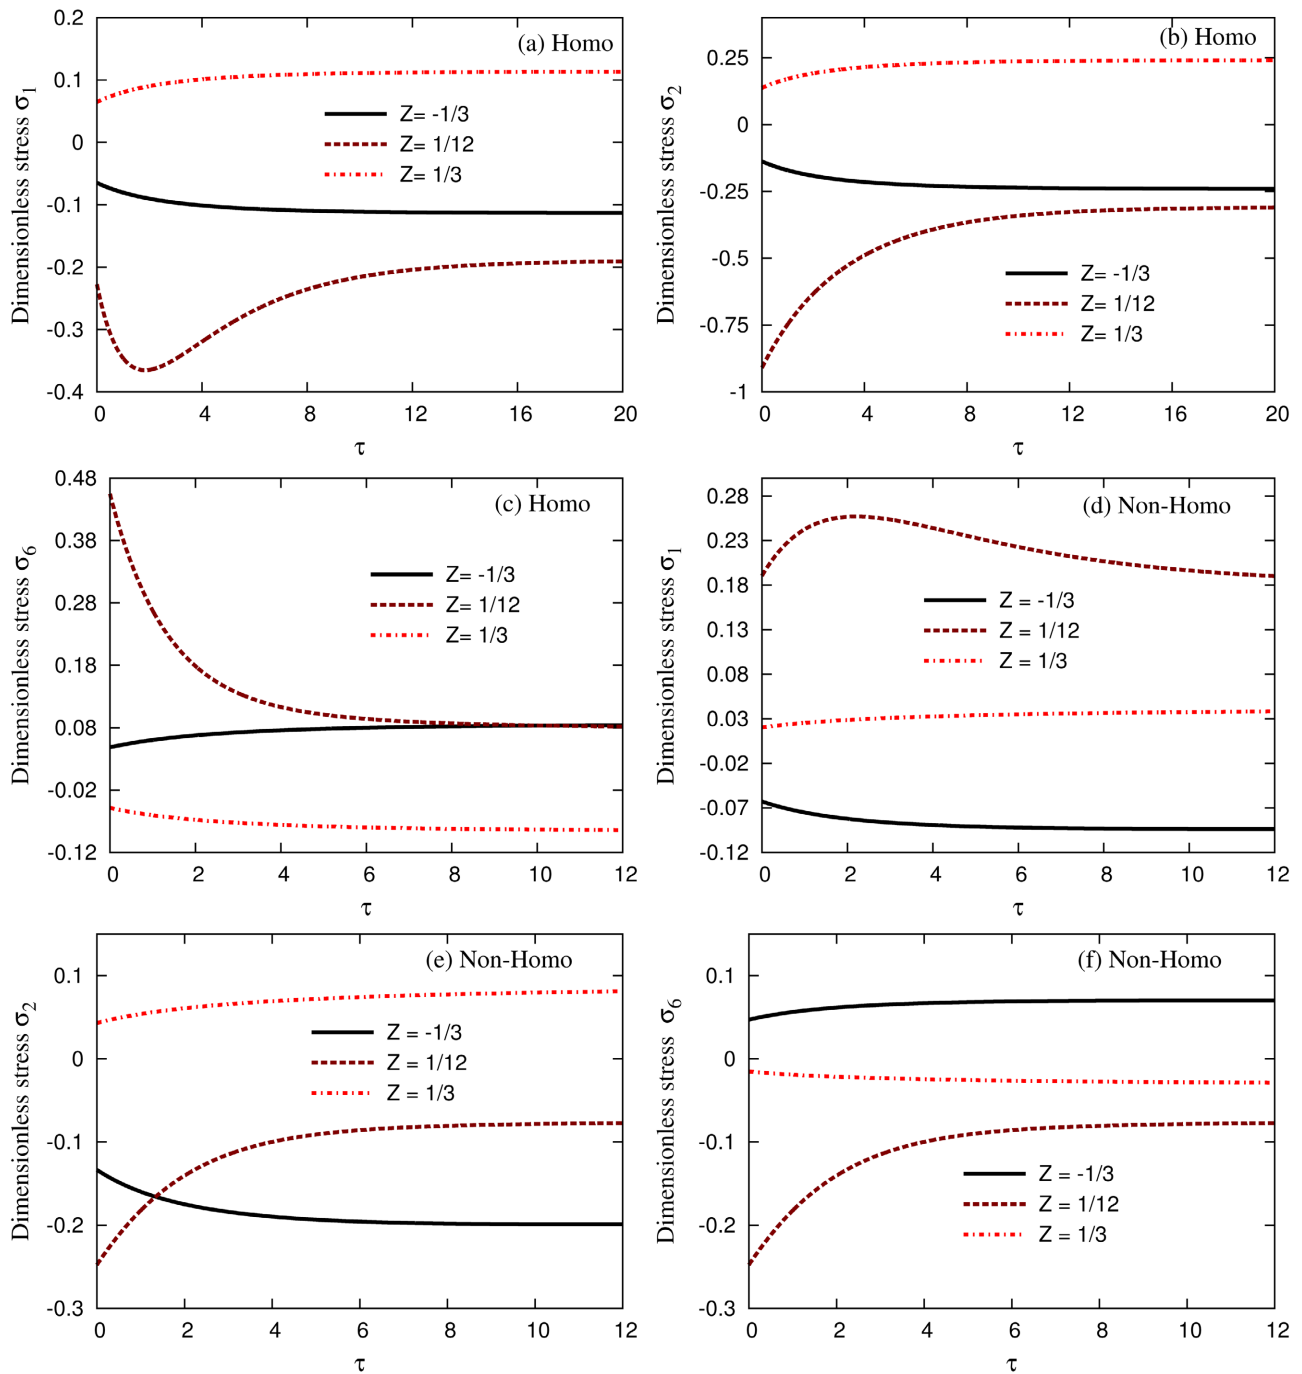 (a) Homo
Dimensionless stress σ1
0.2
0.1
0
-0.1
-0.2
-0.3
-0.4
Z= -1/3
Z= 1/12
Z= 1/3
0 4 8 12 16 20
τ
(b) Homo
Dimensionless stress σ2
0.25
0
-0.25
-0.5
-0.75
-1
Z= -1/3
Z= 1/12
Z= 1/3
0 4 8 12 16 20
τ
(c) Homo
Dimensionless stress σ6
0.48
0.38
0.28
0.18
0.08
-0.02
-0.12
Z= -1/3
Z= 1/12
Z= 1/3
0 2 4 6 8 10 12
τ
(d) Non-Homo
Dimensionless stress σ1
0.28
0.23
0.18
0.13
0.08
0.03
-0.02
-0.07
-0.12
Z = -1/3
Z = 1/12
Z = 1/3
0 2 4 6 8 10 12
τ
(e) Non-Homo
Dimensionless stress σ2
0.1
0
-0.1
-0.2
-0.3
Z = -1/3
Z = 1/12
Z = 1/3
0 2 4 6 8 10 12
τ
(f) Non-Homo
Dimensionless stress σ6
0.1
0
-0.1
-0.2
-0.3
Z = -1/3
Z = 1/12
Z = 1/3
0 2 4 6 8 10 12
τ